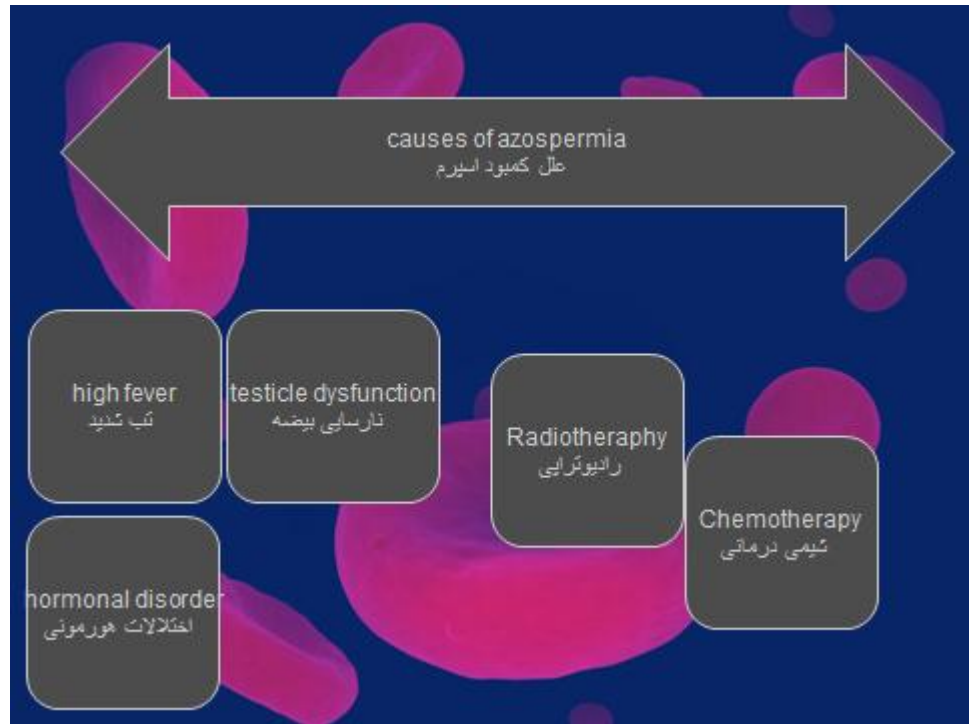 causes of azospermia
علل کمبود اسپرم
high fever
تب شدید
testicle dysfunction
نارسایی بیضه
Radiotheraphy
رادیوتراپی
Chemotherapy
شیمی درمانی
hormonal disorder
اختلالات هورمونی